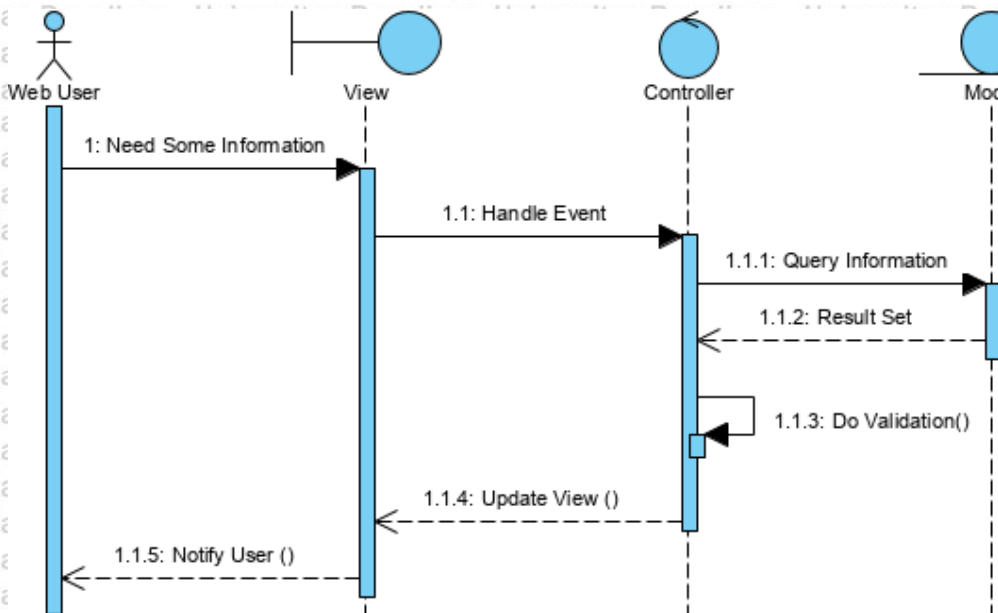 Web User
View
Controller
1: Need Some Information
1.1: Handle Event
1.1.1: Query Information
1.1.2: Result Set
1.1.3: Do Validation()
1.1.4: Update View ()
1.1.5: Notify User ()